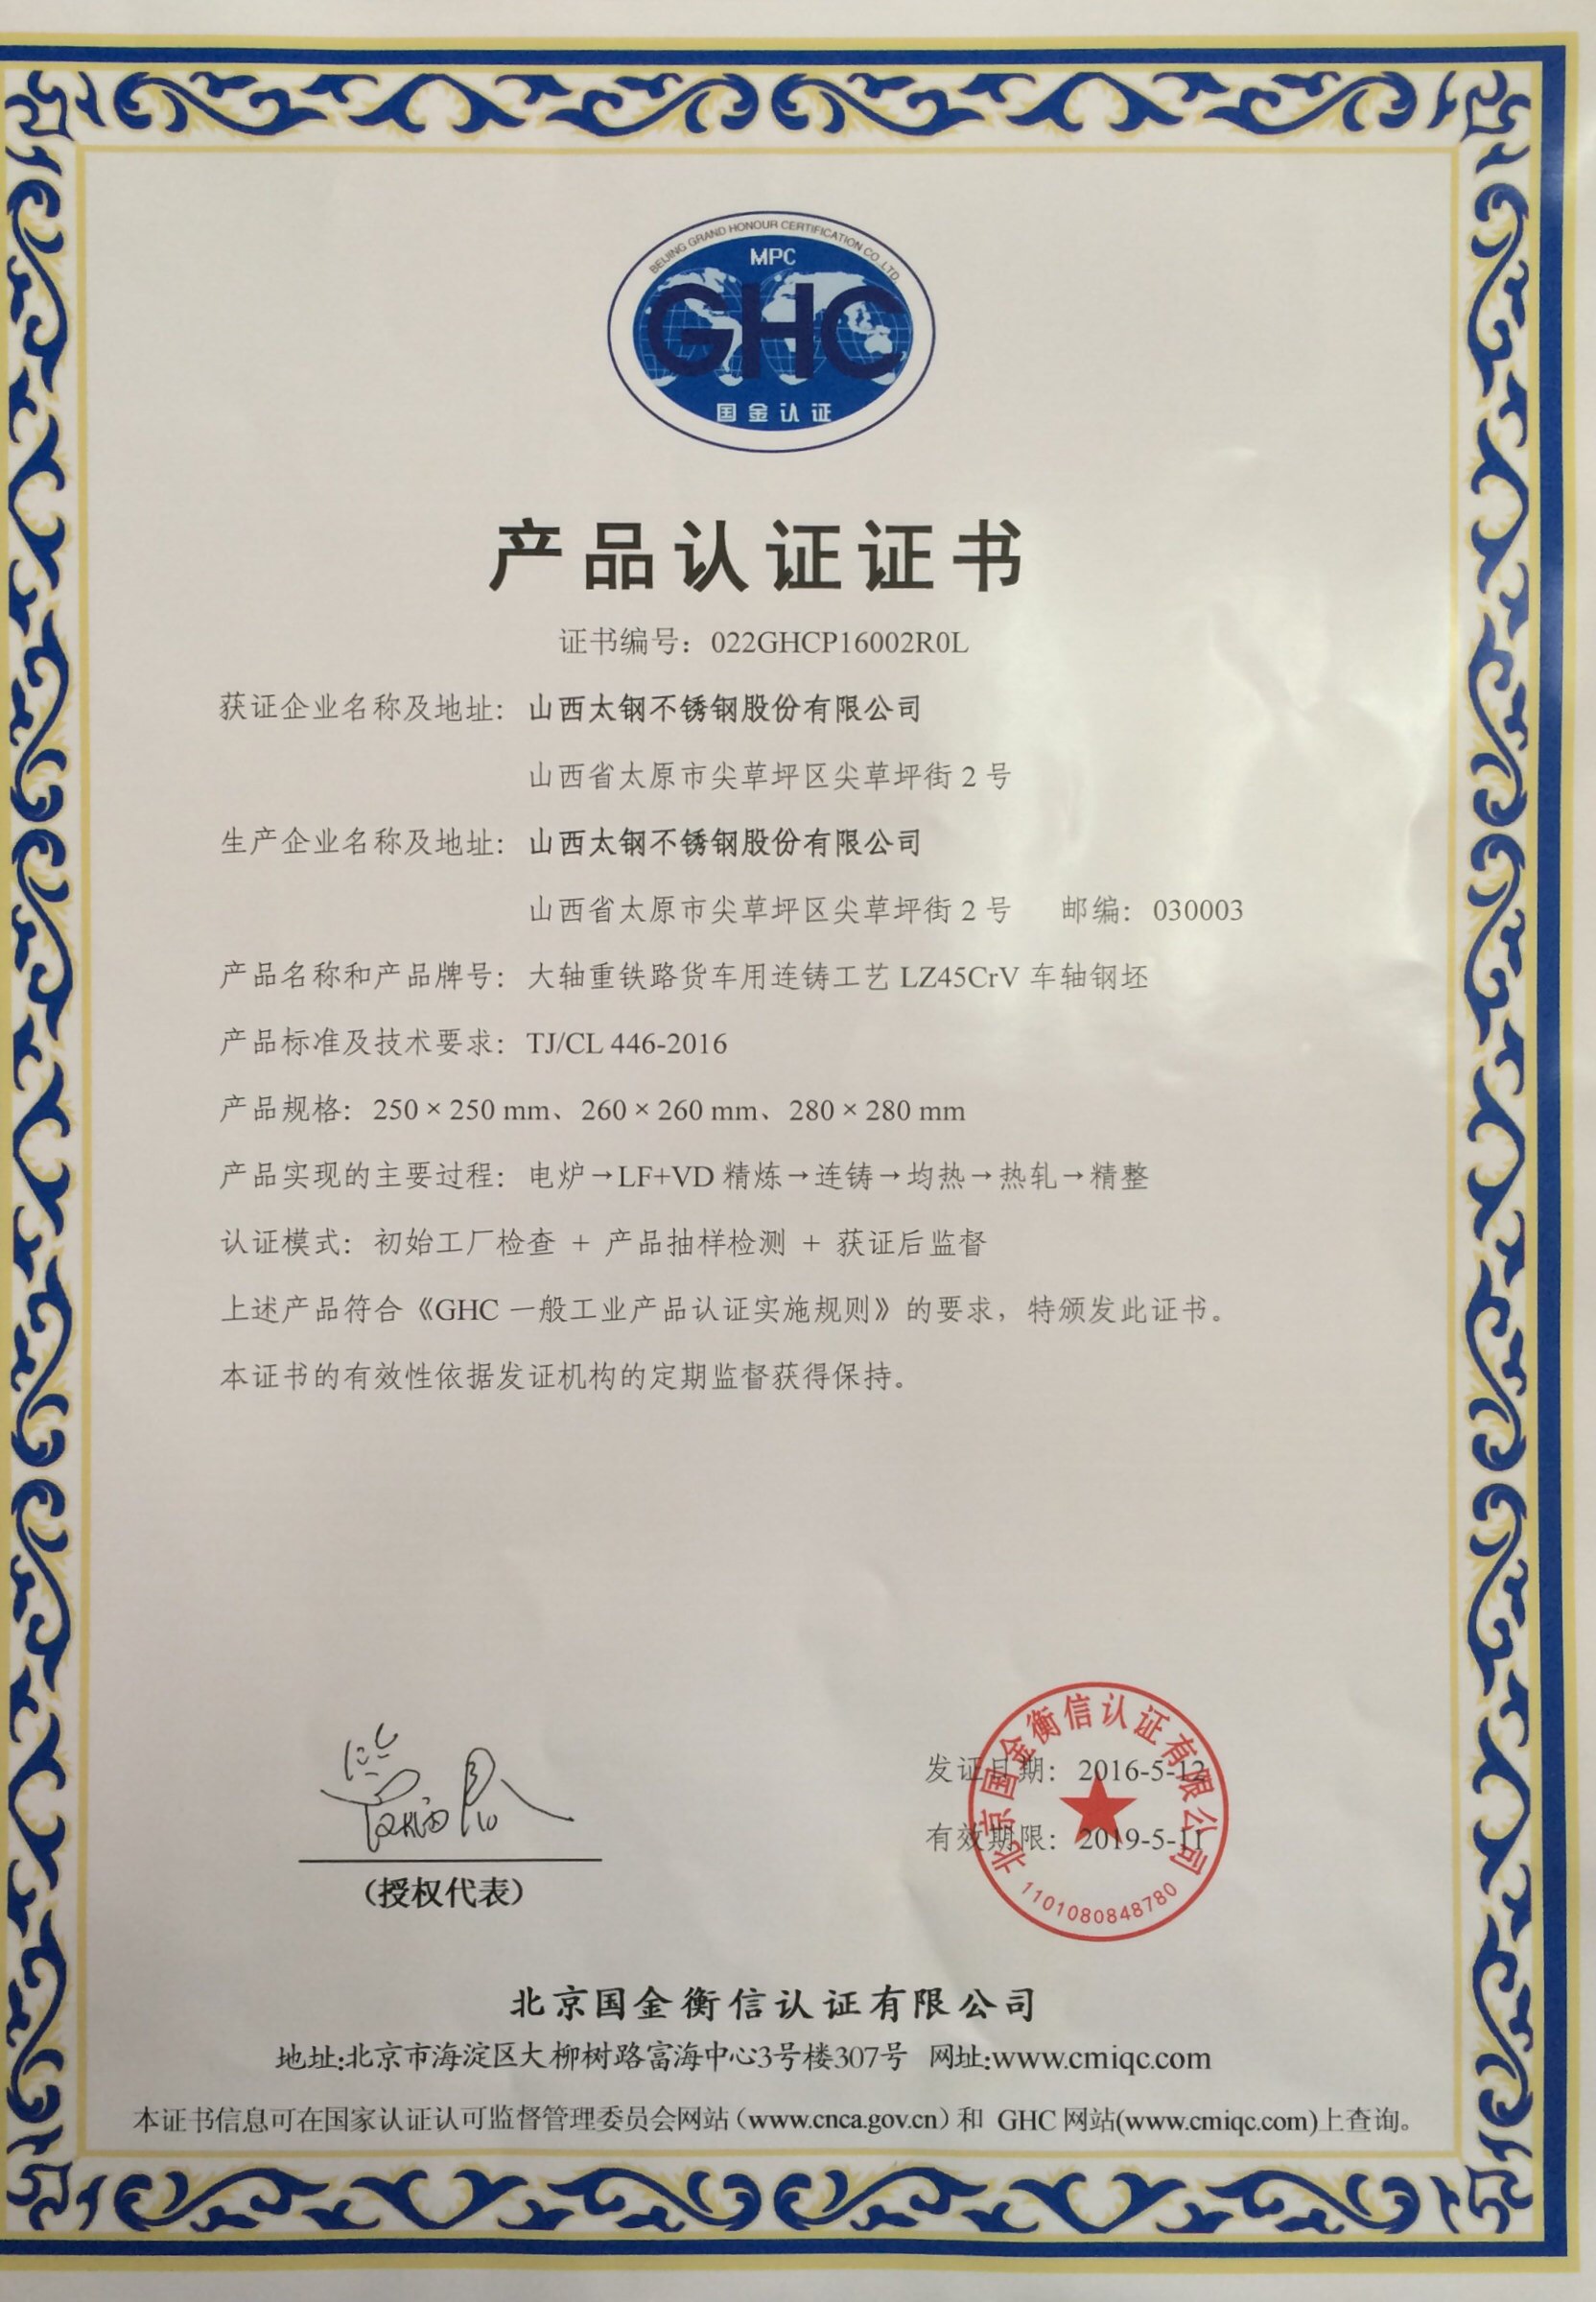 BEIJING GRAND HONOUR CERTIFICATION CO.,LTD
MPC
GHC
国金认证
产品认证证书
证书编号：022GHCP16002R0L
获证企业名称及地址：山西太钢不锈钢股份有限公司
山西省太原市尖草坪区尖草坪街 2 号
生产企业名称及地址：山西太钢不锈钢股份有限公司
山西省太原市尖草坪区尖草坪街 2 号 邮编：030003
产品名称和产品牌号：大轴重铁路货车用连铸工艺 LZ45CrV 车轴钢坯
产品标准及技术要求：TJ/CL 446-2016
产品规格：250 × 250 mm、260 × 260 mm、280 × 280 mm
产品实现的主要过程：电炉→LF+VD 精炼→连铸→均热→热轧→精整
认证模式：初始工厂检查 + 产品抽样检测 + 获证后监督
上述产品符合《GHC 一般工业产品认证实施规则》的要求，特颁发此证书。
本证书的有效性依据发证机构的定期监督获得保持。
发证日期：2016-5-12
有效期限：2019-5-11
北京国金衡信认证有限公司
1101080848780
（授权代表）
北京国金衡信认证有限公司
地址:北京市海淀区大柳树路富海中心3号楼307号 网址:www.cmiqc.com
本证书信息可在国家认证认可监督管理委员会网站（www.cnca.gov.cn）和 GHC 网站(www.cmiqc.com)上查询。